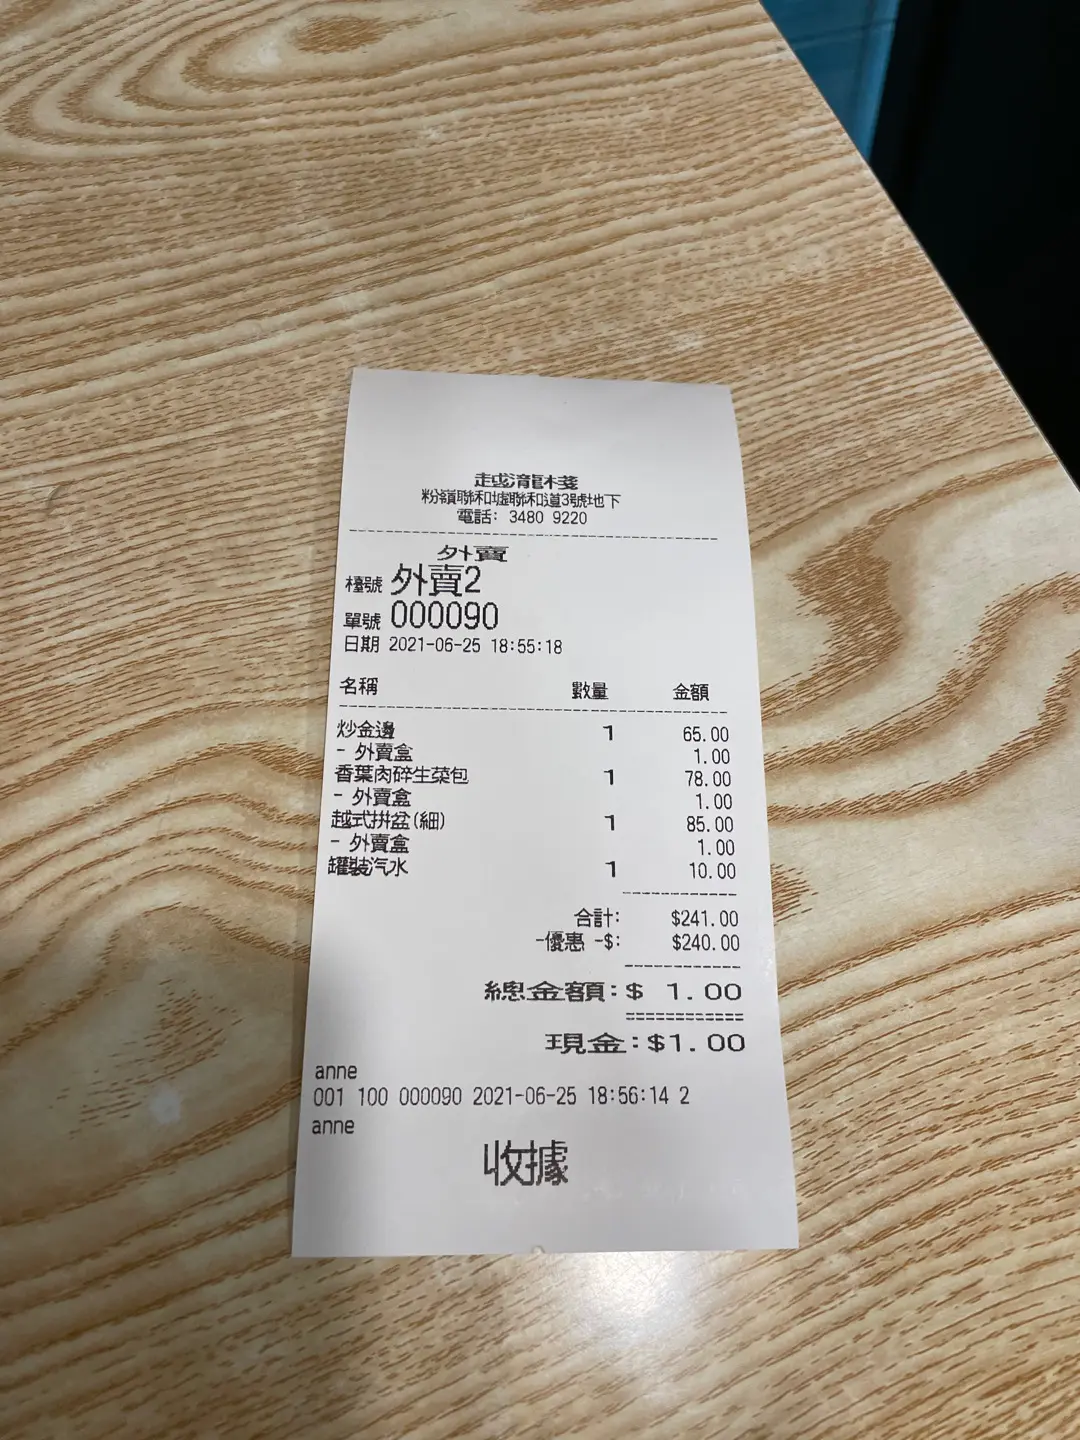 越瀧棧
粉嶺聯和墟聯和道3號地下
電話: 3480 9220
外賣
檯號 外賣2
單號 000090
日期 2021-06-25 18:55:18
名稱 數量 金額
炒金邊 1 65.00
- 外賣盒 1.00
香葉肉碎生菜包 1 78.00
- 外賣盒 1.00
越式拼盆(細) 1 85.00
- 外賣盒 1.00
罐裝汽水 1 10.00
合計: $241.00
-優惠 -$: $240.00
總金額:$ 1.00
現金:$1.00
anne
001 100 000090 2021-06-25 18:56:14 2
anne
收據